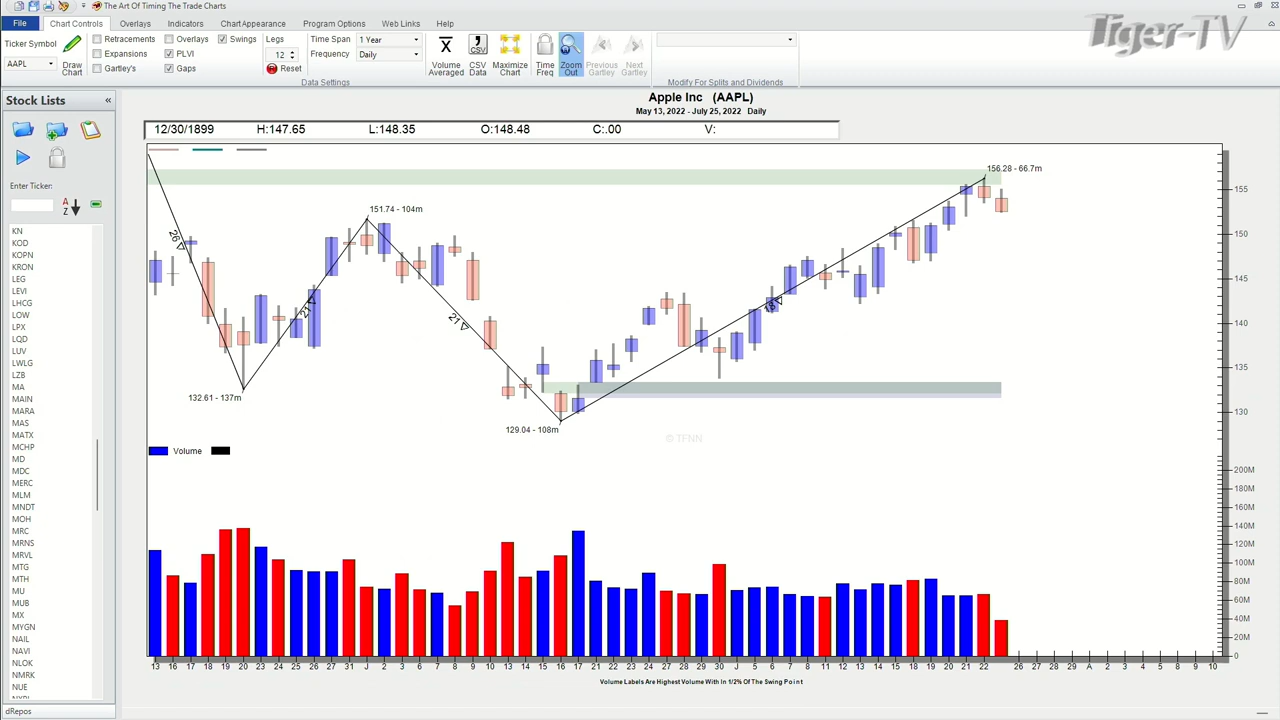 The Art Of Timing The Trade Charts
Tiger-TV
File Chart Controls Overlays Indicators Chart Appearance Program Options Web Links Help
Ticker Symbol
AAPL
Draw Chart
Retracements Overlays Swings
Expansions PLVI
Gartley's Gaps
Legs
12
Reset
Time Span 1 Year
Frequency Daily
Data Settings
Volume Averaged
CSV
CSV Data
Maximize Chart
Time Freq
Zoom Out
Previous Gartley
Next Gartley
Modify For Splits and Dividends
Stock Lists «
Enter Ticker:
A Z
KN
KOD
KOPN
KRON
LEG
LEVI
LHCG
LOW
LPX
LQD
LUV
LWLG
LZB
MA
MAIN
MARA
MAS
MATX
MCHP
MD
MDC
MERC
MLM
MNDT
MOH
MRC
MRNS
MRVL
MTG
MTH
MU
MUB
MX
MYGN
NAIL
NAVI
NLOK
NMRK
NUE
dRepos
Apple Inc (AAPL)
May 13, 2022 - July 25, 2022 Daily
12/30/1899 H:147.65 L:148.35 O:148.48 C:.00 V:
156.28 - 66.7m
151.74 - 104m
132.61 - 137m
129.04 - 108m
26
21
21
155
150
145
140
135
130
© TFNN
Volume
200M
180M
160M
140M
120M
100M
80M
60M
40M
20M
0
13 16 17 18 19 20 23 24 25 26 27 31 J 2 3 6 7 8 9 10 13 14 15 16 17 21 22 23 24 27 28 29 30 J 5 6 7 8 11 12 13 14 15 18 19 20 21 22 26 27 28 29 A 2 3 4 5 8 9 10
Volume Labels Are Highest Volume With In 1/2% Of The Swing Point